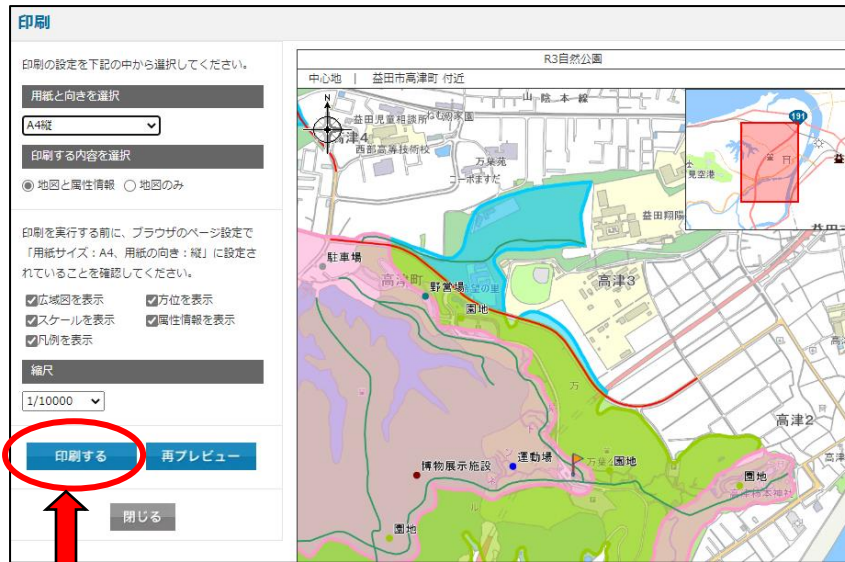 印刷
印刷の設定を下記の中から選択してください。
用紙と向きを選択
A4縦
印刷する内容を選択
地図と属性情報 地図のみ
印刷を実行する前に、ブラウザのページ設定で
「用紙サイズ：A4、用紙の向き：縦」に設定さ
れていることを確認してください。
広域図を表示 方位を表示
スケールを表示 属性情報を表示
凡例を表示
縮尺
1/10000
印刷する 再プレビュー
閉じる
R3自然公園
中心地 | 益田市高津町 付近
N
山陰本線
益田児童相談所
高津4
西部高等技術校
万葉苑
コーポますだ
191
見空港
益田翔陽
駐車場
高津町
野営場
園地
高津3
万
高津2
博物展示施設
運動場
園地
園地
園地